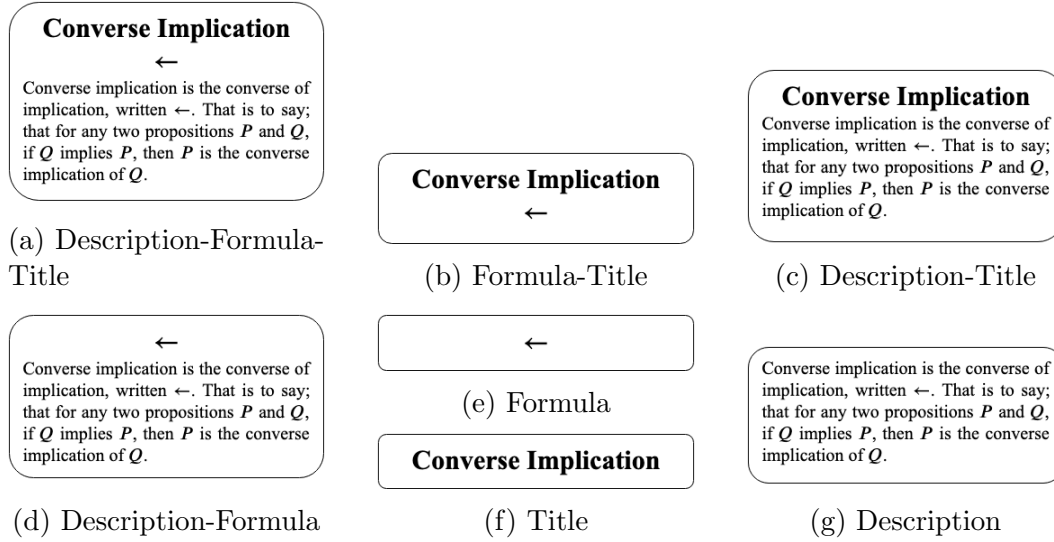 Converse Implication
←
Converse implication is the converse of
implication, written ←. That is to say;
that for any two propositions P and Q,
if Q implies P, then P is the converse
implication of Q.
(a) Description-Formula-
Title
Converse Implication
←
(b) Formula-Title
Converse Implication
Converse implication is the converse of
implication, written ←. That is to say;
that for any two propositions P and Q,
if Q implies P, then P is the converse
implication of Q.
(c) Description-Title
←
Converse implication is the converse of
implication, written ←. That is to say;
that for any two propositions P and Q,
if Q implies P, then P is the converse
implication of Q.
(d) Description-Formula
←
(e) Formula
Converse Implication
(f) Title
Converse implication is the converse of
implication, written ←. That is to say;
that for any two propositions P and Q,
if Q implies P, then P is the converse
implication of Q.
(g) Description